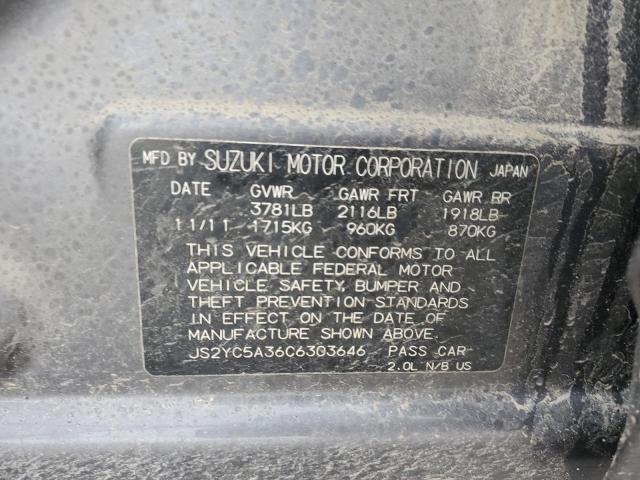 MFD BY SUZUKI MOTOR CORPORATION JAPAN
DATE GVWR GAWR FRT GAWR RR
3781LB 2116LB 1918LB
11/11 1715KG 960KG 870KG
THIS VEHICLE CONFORMS TO ALL
APPLICABLE FEDERAL MOTOR
VEHICLE SAFETY, BUMPER AND
THEFT PREVENTION STANDARDS
IN EFFECT ON THE DATE OF
MANUFACTURE SHOWN ABOVE.
JS2YC5A36C6303646 PASS CAR
2.0L N/B US